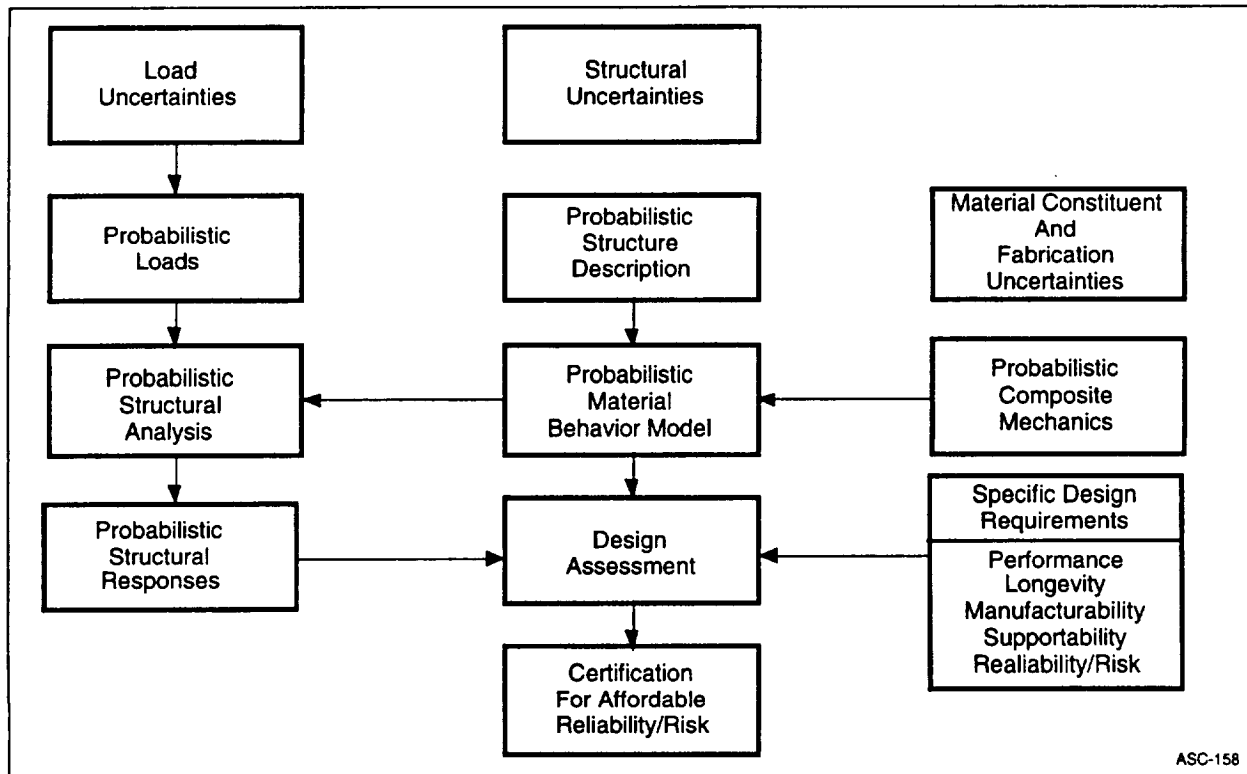 Load
Uncertainties
Structural
Uncertainties
Probabilistic
Loads
Probabilistic
Structure
Description
Material Constituent
And
Fabrication
Uncertainties
Probabilistic
Structural
Analysis
Probabilistic
Material
Behavior Model
Probabilistic
Composite
Mechanics
Probabilistic
Structural
Responses
Design
Assessment
Specific Design
Requirements
Performance
Longevity
Manufacturability
Supportability
Realiability/Risk
Certification
For Affordable
Reliability/Risk
ASC-158